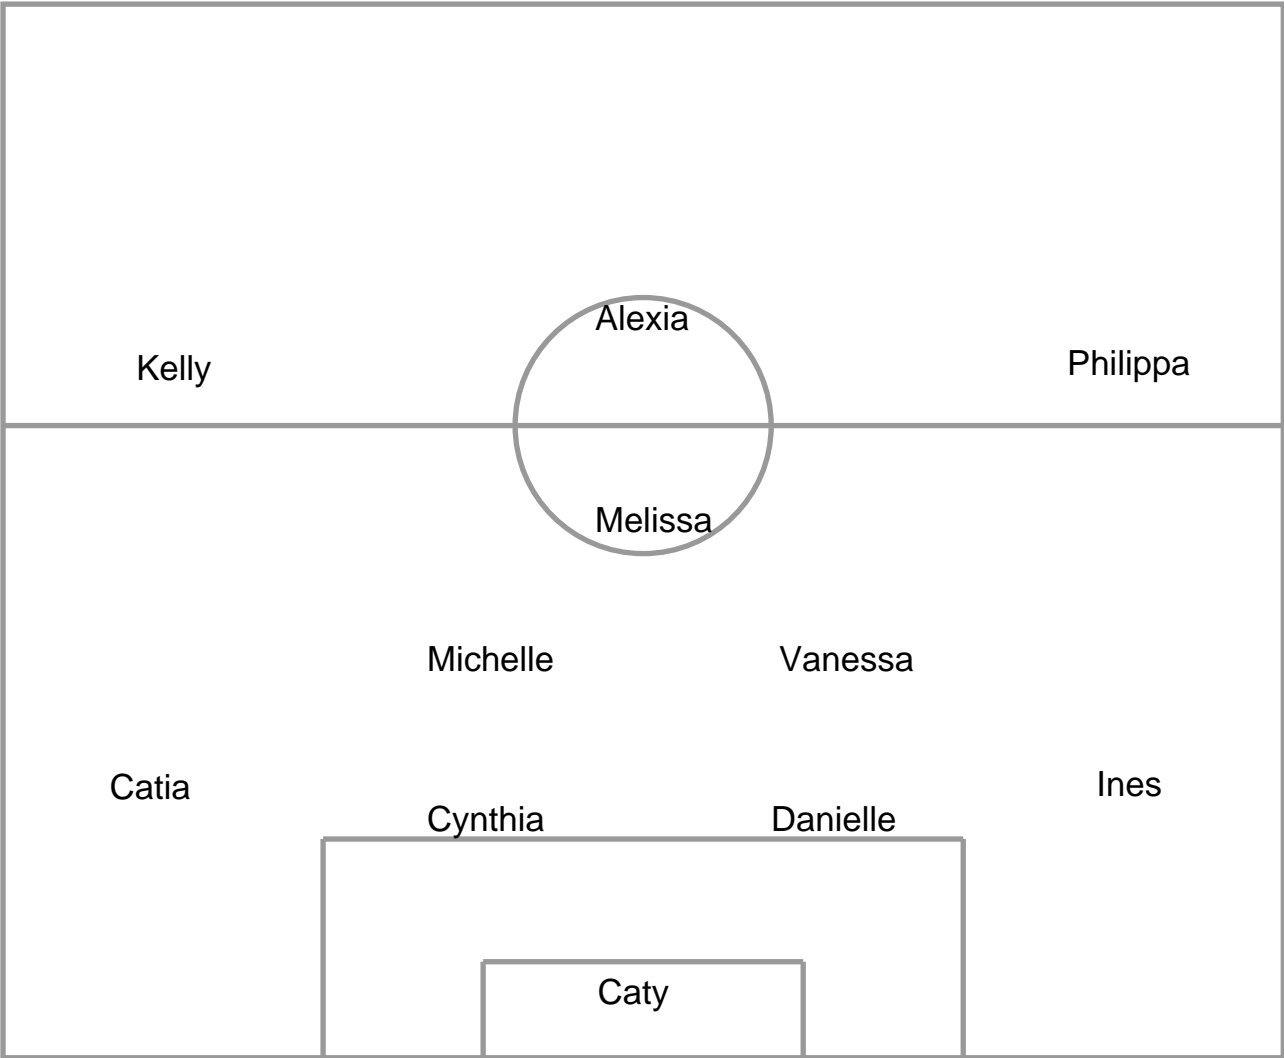 Alexia
Kelly
Philippa
Melissa
Michelle
Vanessa
Catia
Ines
Cynthia
Danielle
Caty